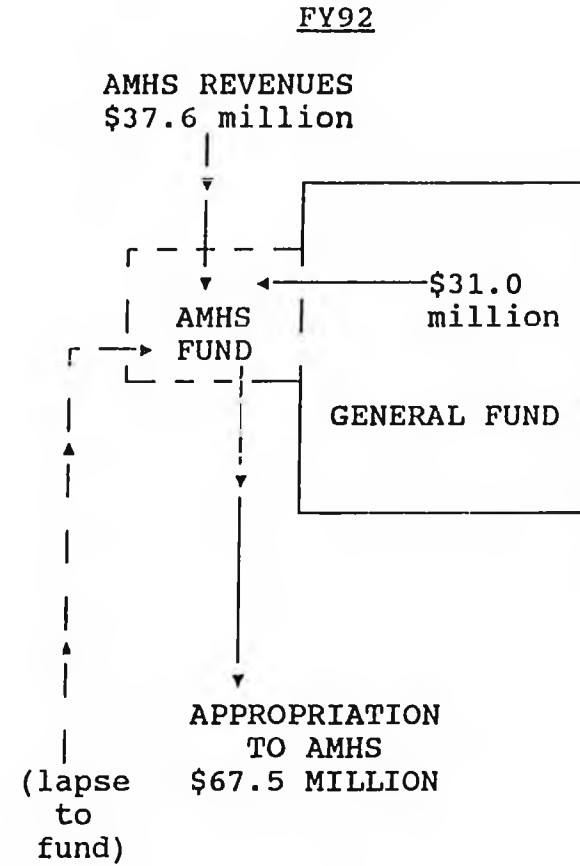 FY92
AMHS REVENUES
$37.6 million
$31.0
million
AMHS
FUND
GENERAL FUND
APPROPRIATION
TO AMHS
$67.5 MILLION
(lapse
to
fund)